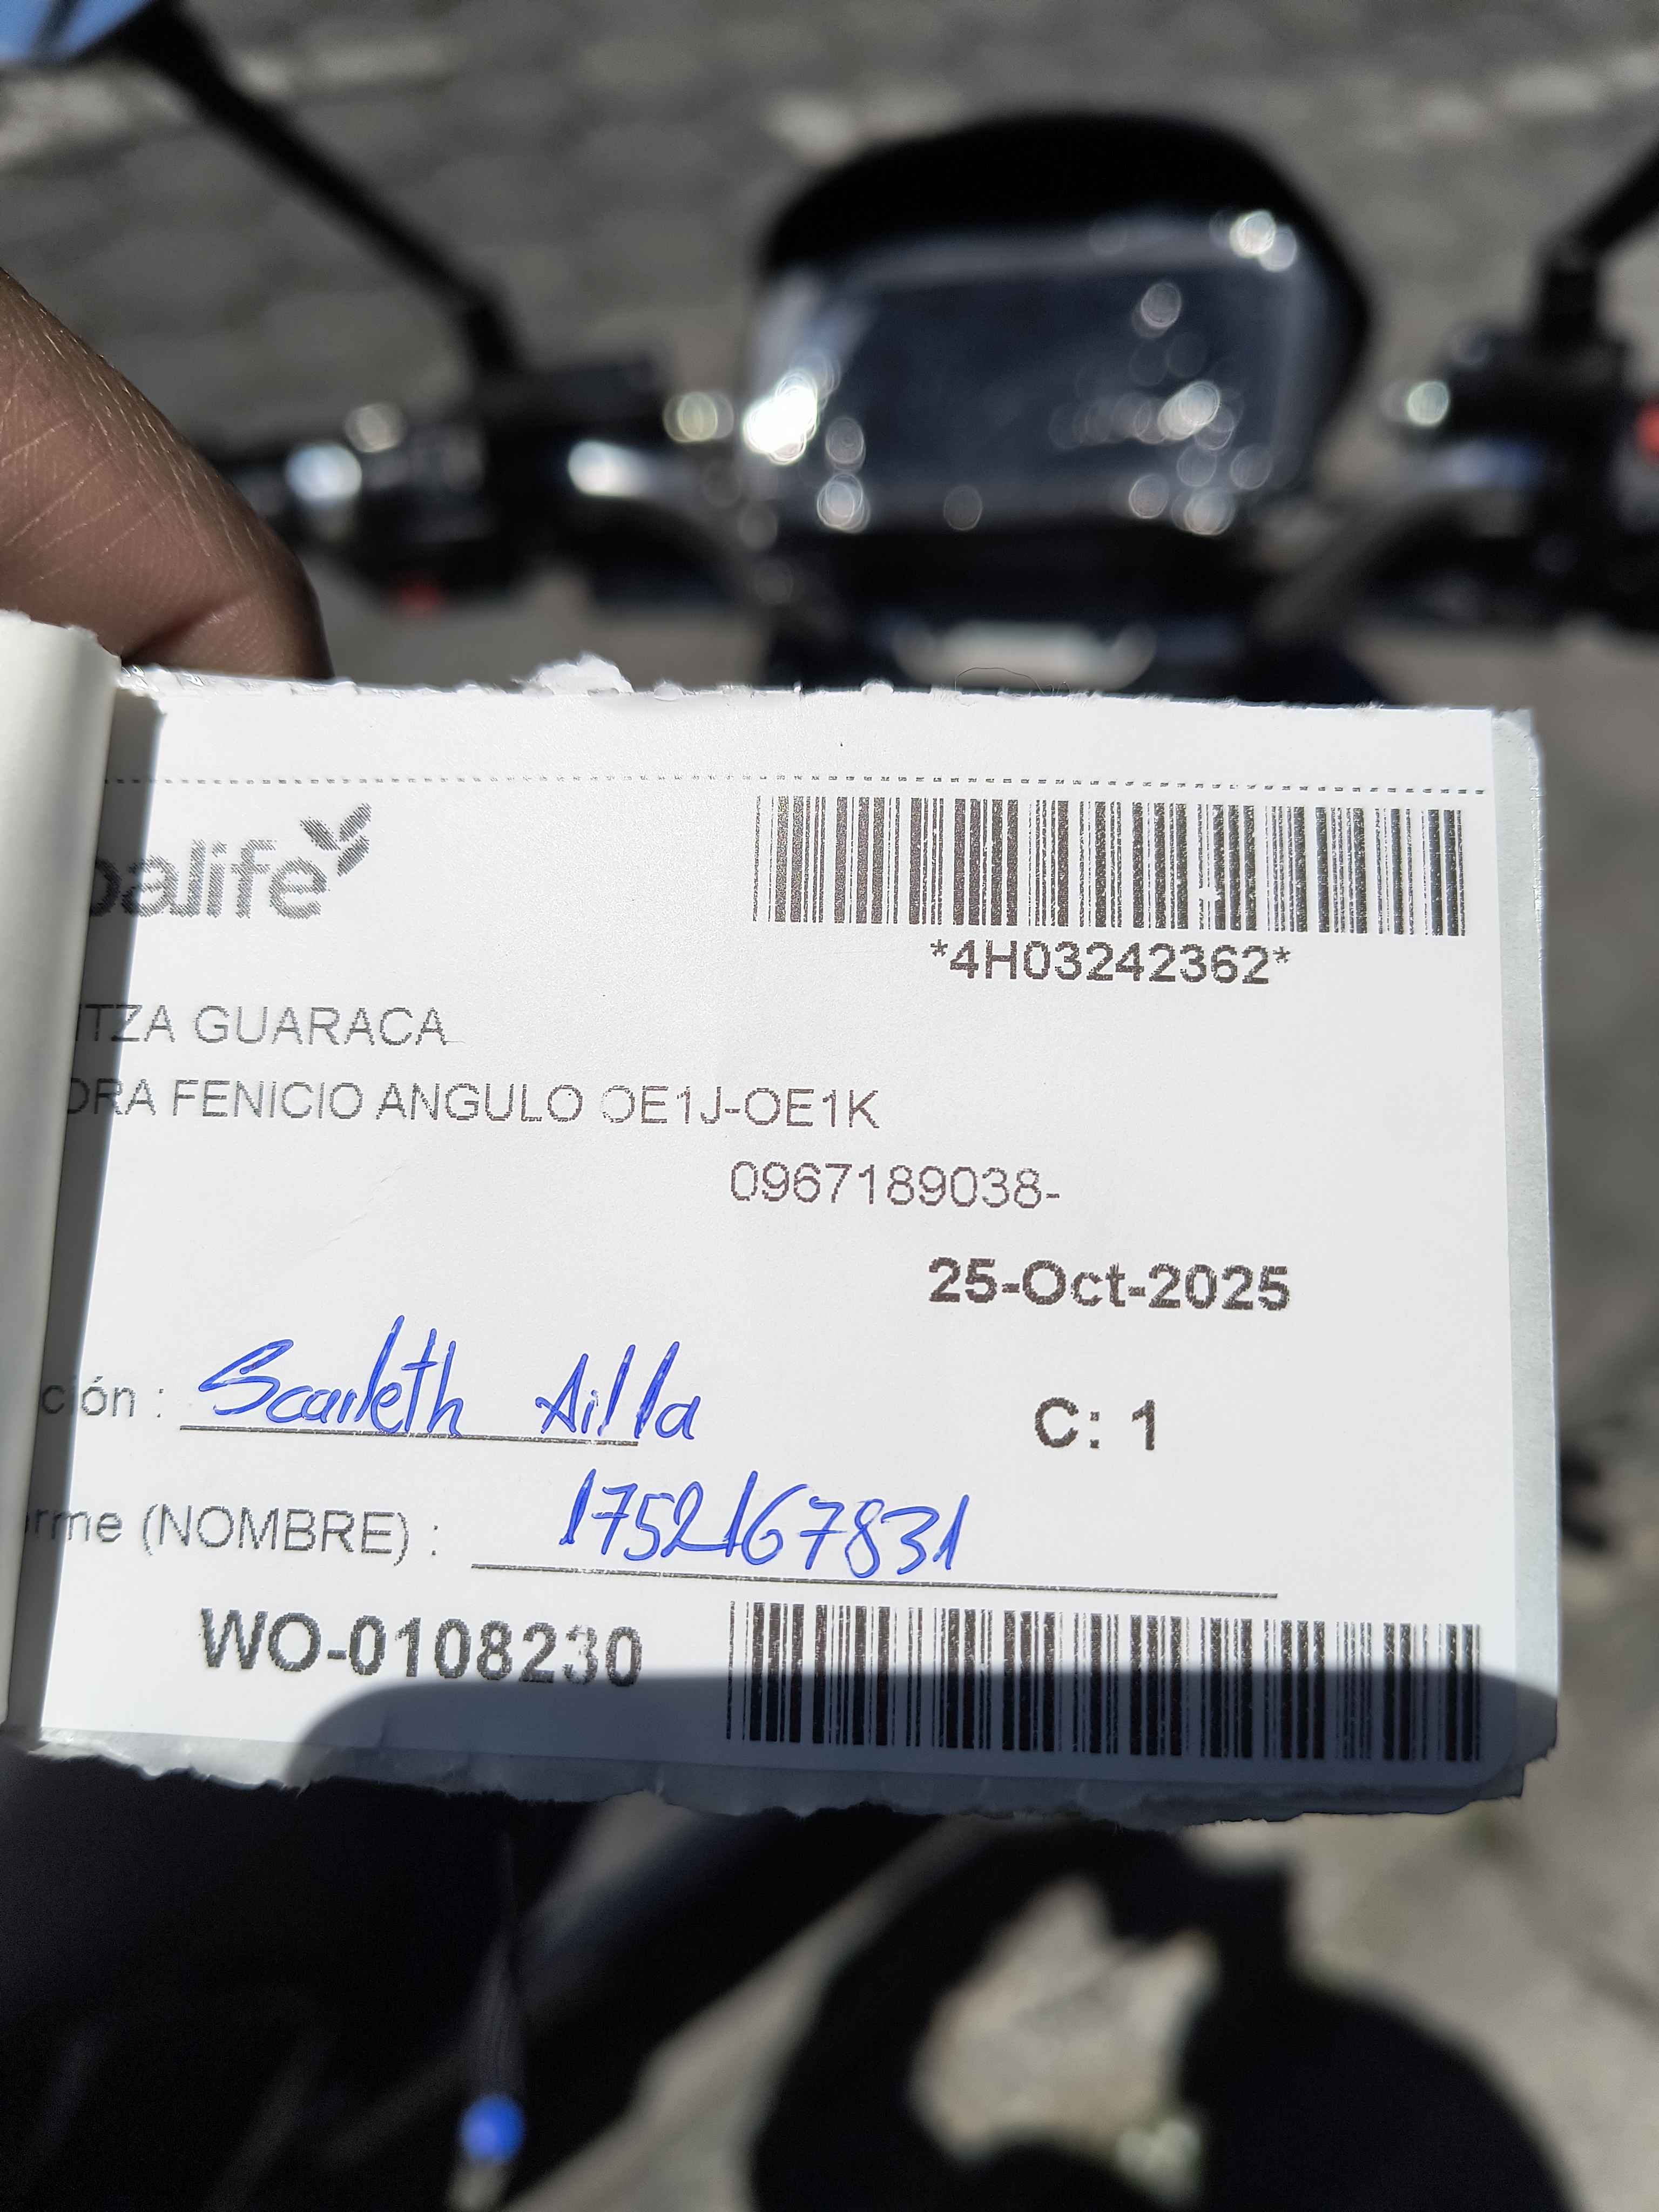 balife
*4H03242362*
ITZA GUARACA
DRA FENICIO ANGULO OE1J-OE1K
0967189038-
25-Oct-2025
ción : Scarleth Ailla
C: 1
rme (NOMBRE) : 1752167831
WO-0108230